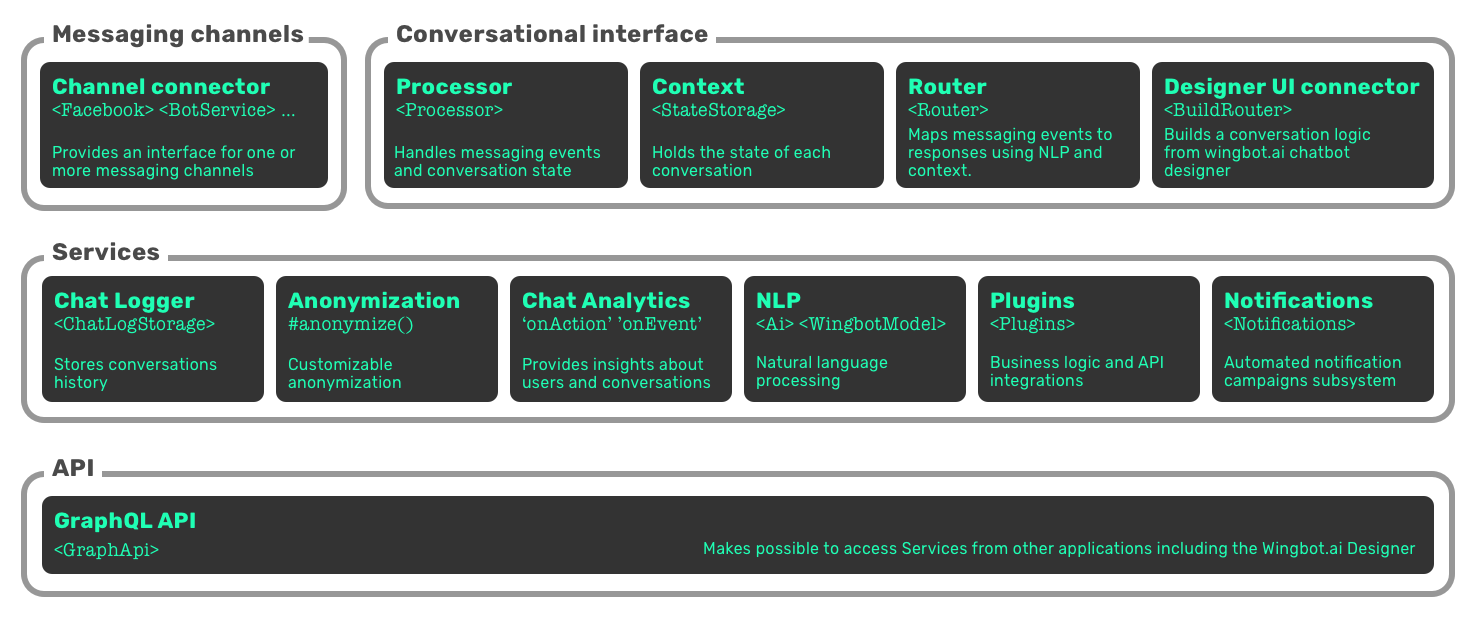 Messaging channels
Channel connector
<Facebook> <BotService> ...
Provides an interface for one or
more messaging channels
Conversational interface
Processor
<Processor>
Handles messaging events
and conversation state
Context
<StateStorage>
Holds the state of each
conversation
Router
<Router>
Maps messaging events to
responses using NLP and
context.
Designer UI connector
<BuildRouter>
Builds a conversation logic
from wingbot.ai chatbot
designer
Services
Chat Logger
<ChatLogStorage>
Stores conversations
history
Anonymization
#anonymize()
Customizable
anonymization
Chat Analytics
‘onAction’ ’onEvent’
Provides insights about
users and conversations
NLP
<Ai> <WingbotModel>
Natural language
processing
Plugins
<Plugins>
Business logic and API
integrations
Notifications
<Notifications>
Automated notification
campaigns subsystem
API
GraphQL API
<GraphApi>
Makes possible to access Services from other applications including the Wingbot.ai Designer